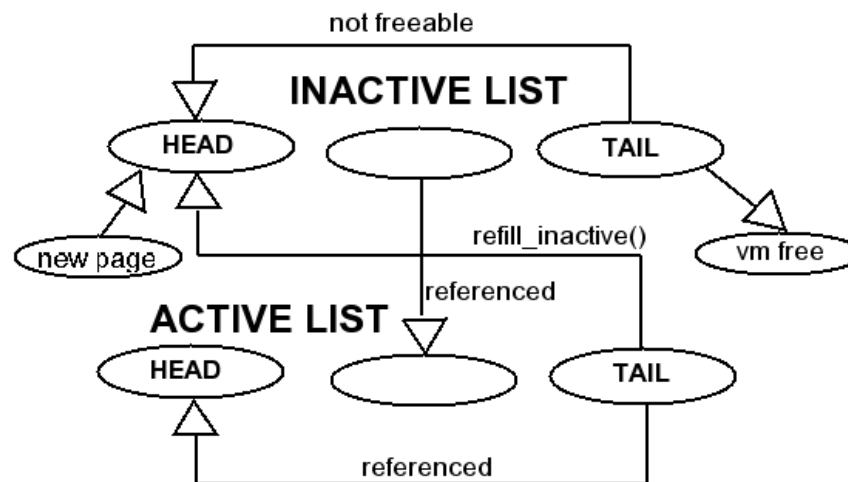 not freeable
INACTIVE LIST
HEAD
TAIL
new page
refill_inactive()
vm free
referenced
ACTIVE LIST
HEAD
TAIL
referenced